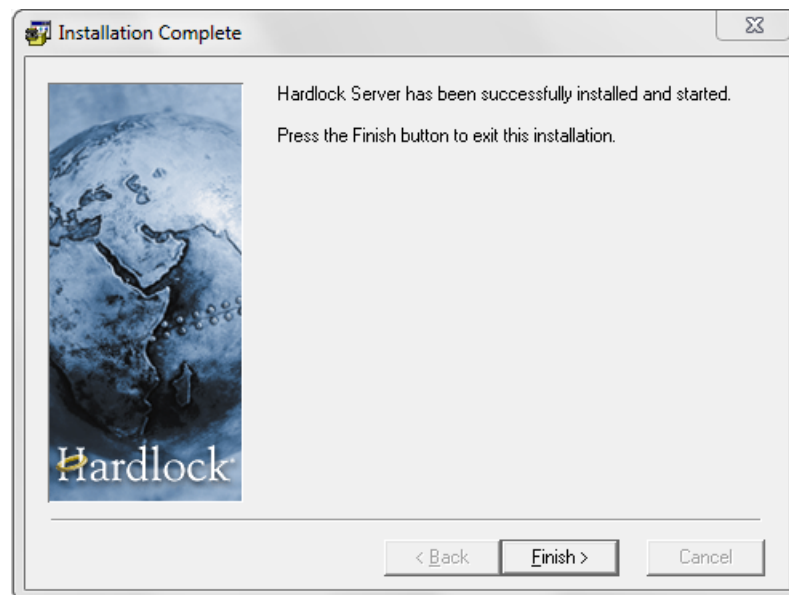 Installation Complete
Hardlock Server has been successfully installed and started.
Press the Finish button to exit this installation.
Hardlock
< Back
Finish >
Cancel